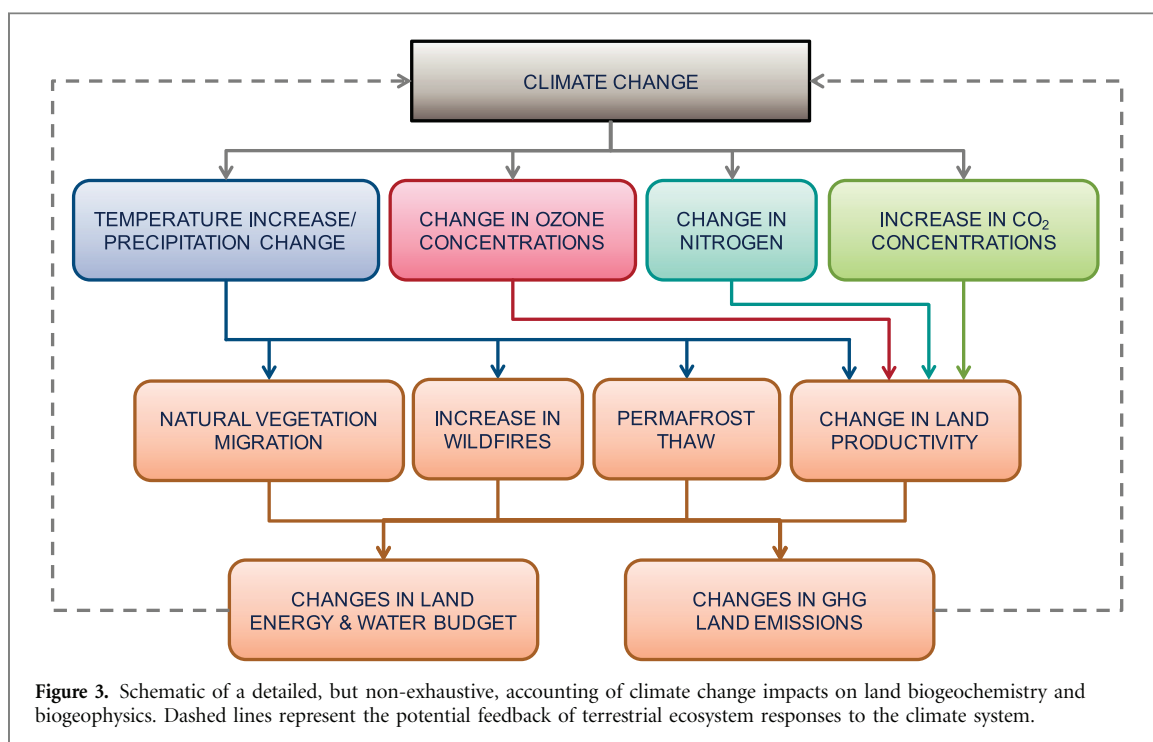 CLIMATE CHANGE
TEMPERATURE INCREASE/
PRECIPITATION CHANGE
CHANGE IN OZONE
CONCENTRATIONS
CHANGE IN
NITROGEN
INCREASE IN CO₂
CONCENTRATIONS
NATURAL VEGETATION
MIGRATION
INCREASE IN
WILDFIRES
PERMAFROST
THAW
CHANGE IN LAND
PRODUCTIVITY
CHANGES IN LAND
ENERGY & WATER BUDGET
CHANGES IN GHG
LAND EMISSIONS
Figure 3. Schematic of a detailed, but non-exhaustive, accounting of climate change impacts on land biogeochemistry and
biogeophysics. Dashed lines represent the potential feedback of terrestrial ecosystem responses to the climate system.